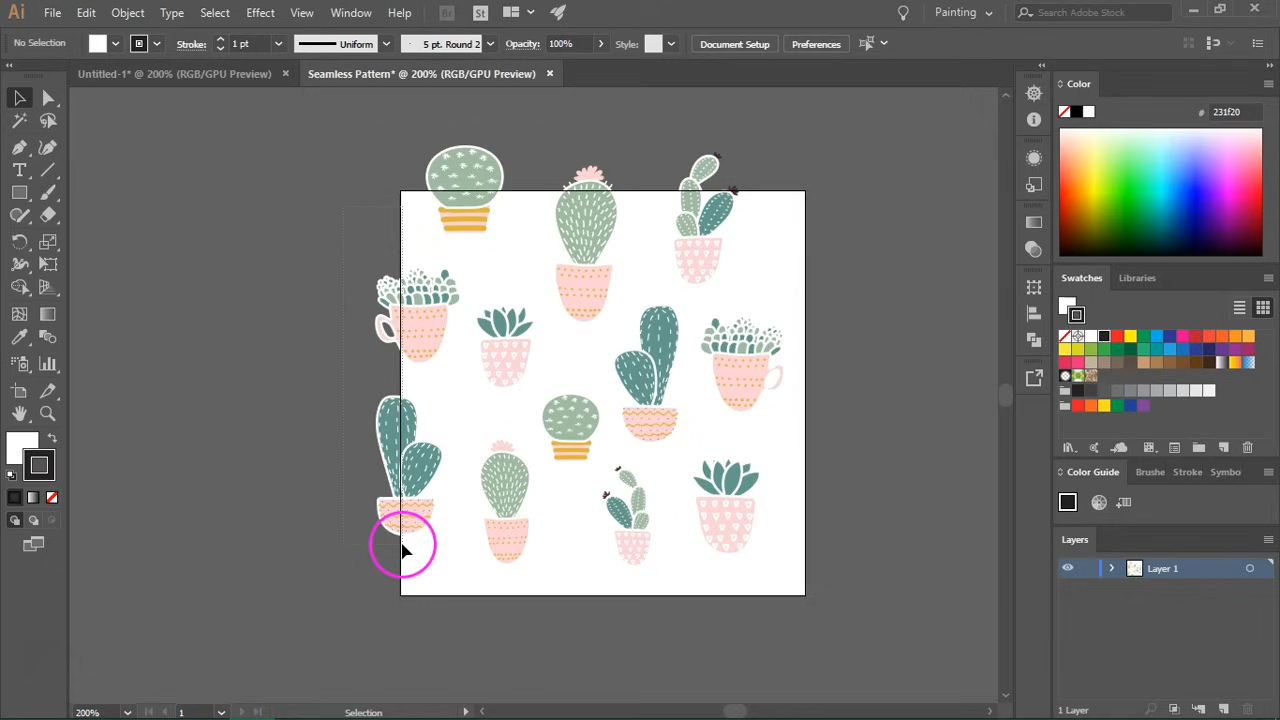 Ai File Edit Object Type Select Effect View Window Help Br St Painting Search Adobe Stock
No Selection Stroke: 1 pt Uniform 5 pt. Round 2 Opacity: 100% Style: Document Setup Preferences
Untitled-1* @ 200% (RGB/GPU Preview) × Seamless Pattern* @ 200% (RGB/GPU Preview) ×
Color
# 231f20
Swatches Libraries
Color Guide Brushe Stroke Symbo
Layers
Layer 1
200% 1 Selection 1 Layer